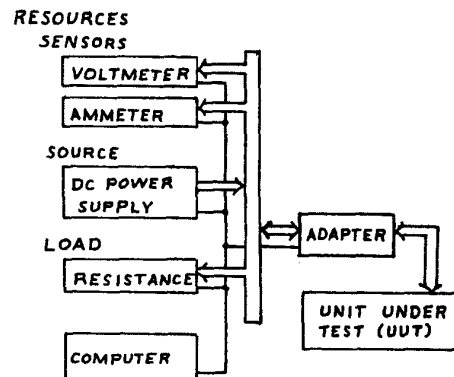 RESOURCES
SENSORS
VOLTMETER
AMMETER
SOURCE
DC POWER
SUPPLY
LOAD
RESISTANCE
COMPUTER
ADAPTER
UNIT UNDER
TEST (UUT)